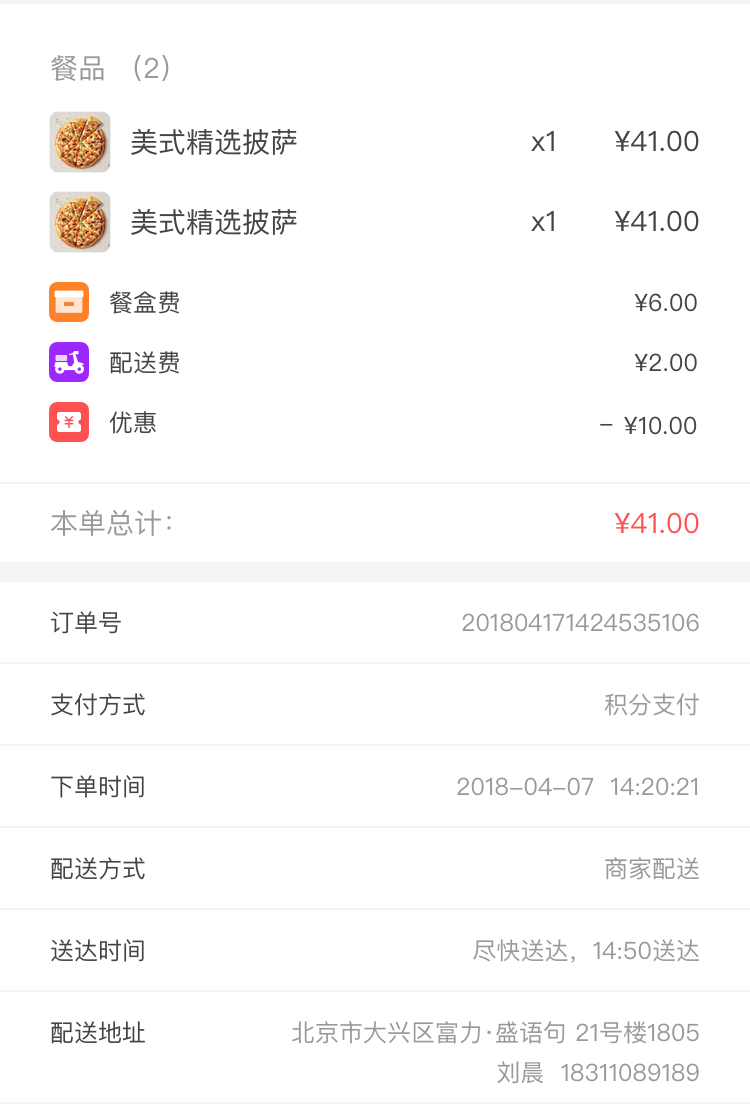 餐品 （2）
美式精选披萨 x1 ¥41.00
美式精选披萨 x1 ¥41.00
餐盒费 ¥6.00
配送费 ¥2.00
¥ 优惠 – ¥10.00
本单总计： ¥41.00
订单号 201804171424535106
支付方式 积分支付
下单时间 2018–04–07 14:20:21
配送方式 商家配送
送达时间 尽快送达，14:50送达
配送地址 北京市大兴区富力·盛语句 21号楼1805
刘晨 18311089189